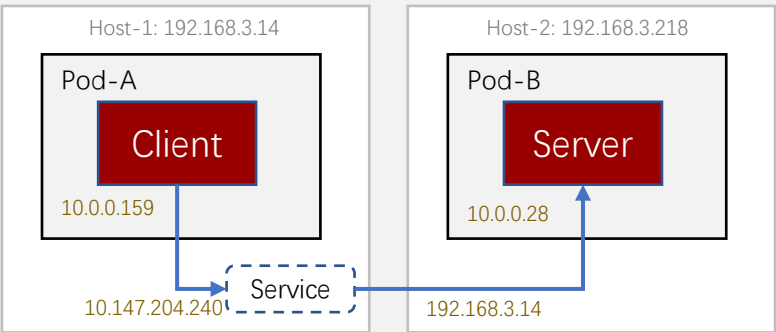 Host-1: 192.168.3.14
Pod-A
Client
10.0.0.159
Host-2: 192.168.3.218
Pod-B
Server
10.0.0.28
Service
10.147.204.240
192.168.3.14